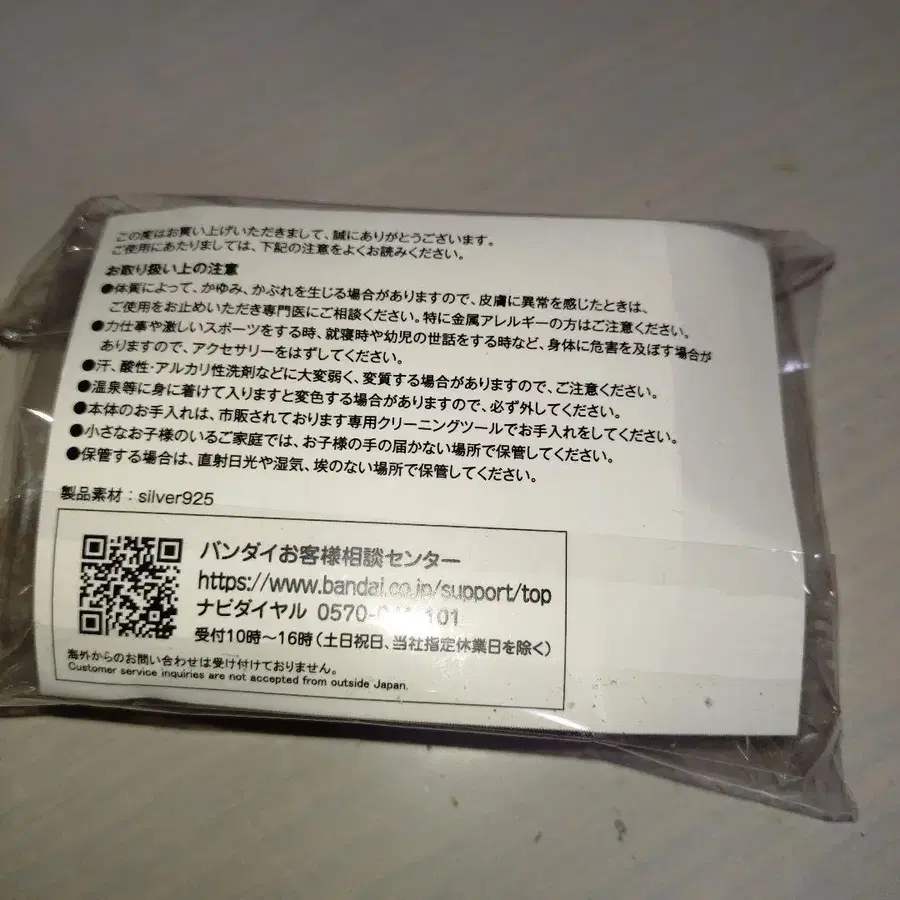 この度はお買い上げいただきまして、誠にありがとうございます。
ご使用にあたりましては、下記の注意をよくお読みください。
お取り扱い上の注意
●体質によって、かゆみ、かぶれを生じる場合がありますので、皮膚に異常を感じたときは、
ご使用をお止めいただき専門医にご相談ください。特に金属アレルギーの方はご注意ください。
●力仕事や激しいスポーツをする時、就寝時や幼児の世話をする時など、身体に危害を及ぼす場合が
ありますので、アクセサリーをはずしてください。
●汗、酸性・アルカリ性洗剤などに大変弱く、変質する場合がありますので、ご注意ください。
●温泉等に身に着けて入りますと変色する場合がありますので、必ず外してください。
●本体のお手入れは、市販されております専用クリーニングツールでお手入れをしてください。
●小さなお子様のいるご家庭では、お子様の手の届かない場所で保管してください。
●保管する場合は、直射日光や湿気、埃のない場所で保管してください。
製品素材：silver925
バンダイお客様相談センター
https://www.bandai.co.jp/support/top
ナビダイヤル 0570-
101
受付10時～16時（土日祝日、当社指定休業日を除く）
海外からのお問い合わせは受け付けておりません。
Customer service inquiries are not accepted from outside Japan.